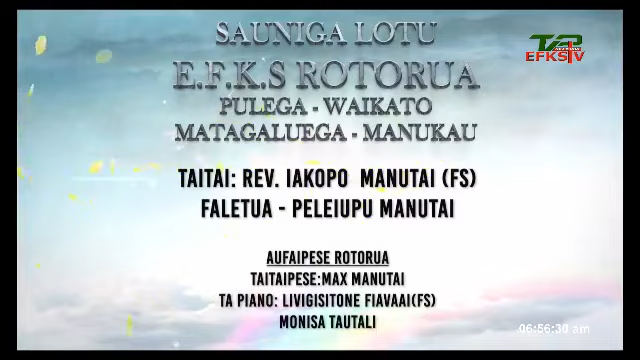 SAUNIGA LOTU
E.F.K.S ROTORUA
PULEGA - WAIKATO
MATAGALUEGA - MANUKAU
TAITAI: REV. IAKOPO MANUTAI (FS)
FALETUA - PELEIUPU MANUTAI
AUFAIPESE ROTORUA
TAITAIPESE:MAX MANUTAI
TA PIANO: LIVIGISITONE FIAVAAI(FS)
MONISA TAUTALI
EFKSTV
06:56:30 am